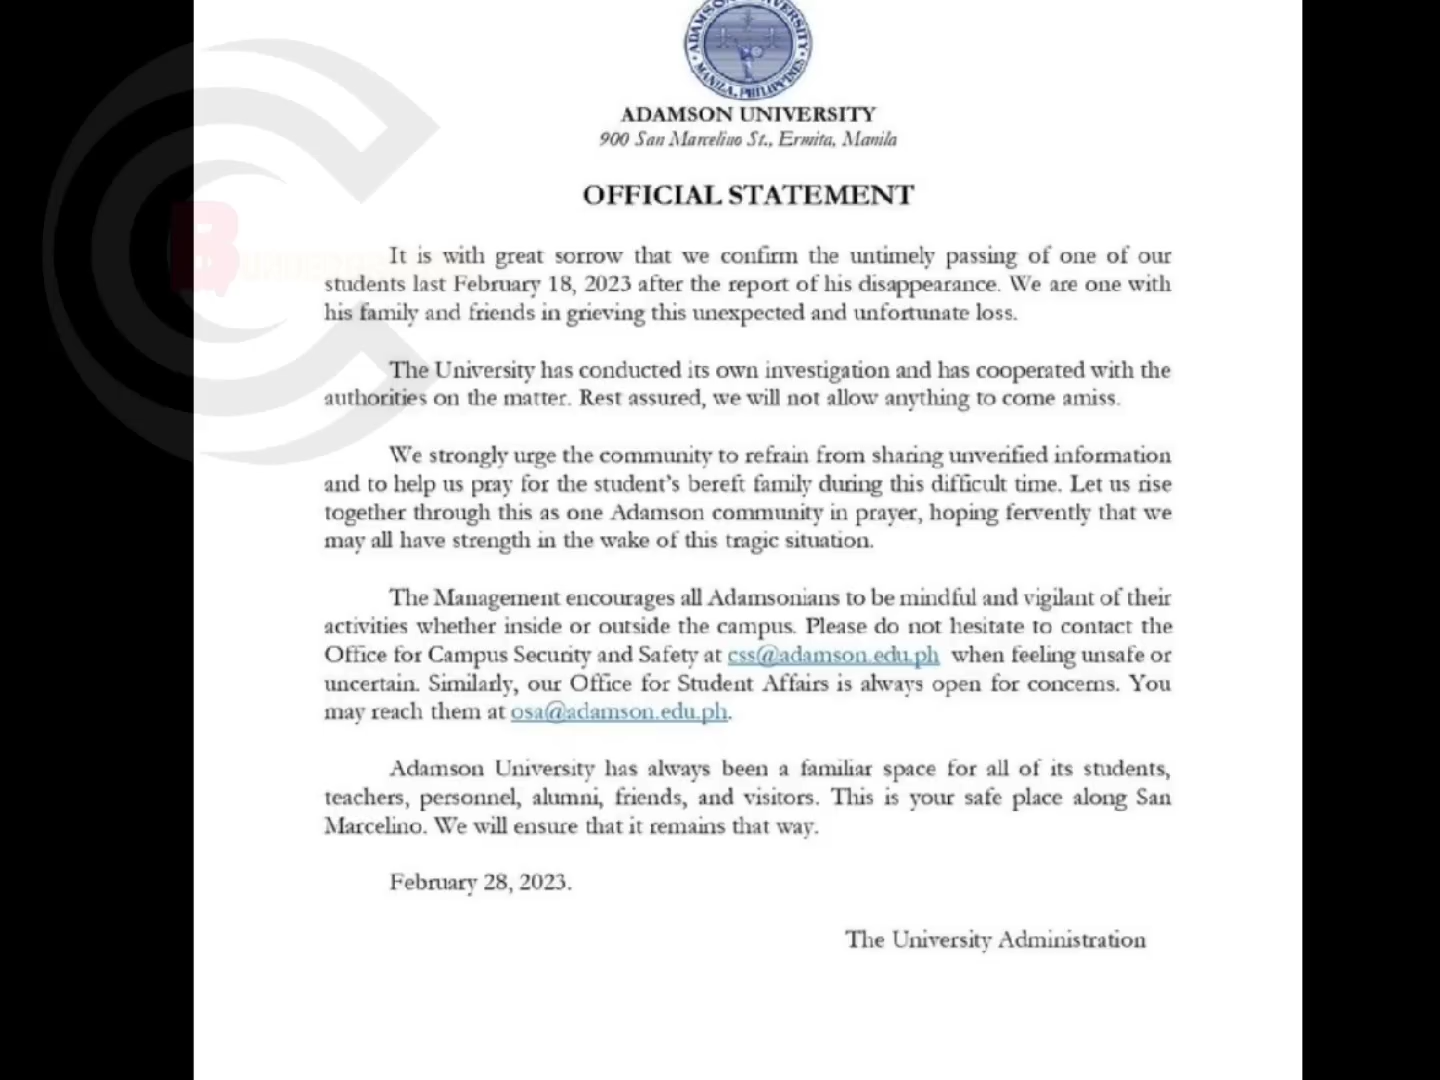 ADAMSON UNIVERSITY
MANILA, PHILIPPINES
ADAMSON UNIVERSITY
900 San Marcelino St., Ermita, Manila
OFFICIAL STATEMENT
It is with great sorrow that we confirm the untimely passing of one of our
students last February 18, 2023 after the report of his disappearance. We are one with
his family and friends in grieving this unexpected and unfortunate loss.
The University has conducted its own investigation and has cooperated with the
authorities on the matter. Rest assured, we will not allow anything to come amiss.
We strongly urge the community to refrain from sharing unverified information
and to help us pray for the student's bereft family during this difficult time. Let us rise
together through this as one Adamson community in prayer, hoping fervently that we
may all have strength in the wake of this tragic situation.
The Management encourages all Adamsonians to be mindful and vigilant of their
activities whether inside or outside the campus. Please do not hesitate to contact the
Office for Campus Security and Safety at css@adamson.edu.ph when feeling unsafe or
uncertain. Similarly, our Office for Student Affairs is always open for concerns. You
may reach them at osa@adamson.edu.ph.
Adamson University has always been a familiar space for all of its students,
teachers, personnel, alumni, friends, and visitors. This is your safe place along San
Marcelino. We will ensure that it remains that way.
February 28, 2023.
The University Administration